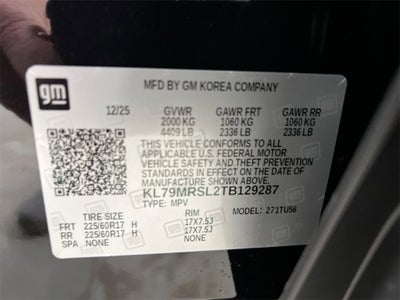 gm
MFD BY GM KOREA COMPANY
12/25 GVWR GAWR FRT GAWR RR
2000 KG 1060 KG 1060 KG
4409 LB 2336 LB 2336 LB
THIS VEHICLE CONFORMS TO ALL
APPLICABLE U.S. FEDERAL MOTOR
VEHICLE SAFETY AND THEFT PREVENTION
STANDARDS IN EFFECT ON THE DATE OF
MANUFACTURE SHOWN ABOVE.
KL79MRSL2TB129287
TYPE: MPV MODEL: 271TU56
TIRE SIZE RIM
FRT 225/60R17 H 17X7.5J
RR 225/60R17 H 17X7.5J
SPA NONE NONE